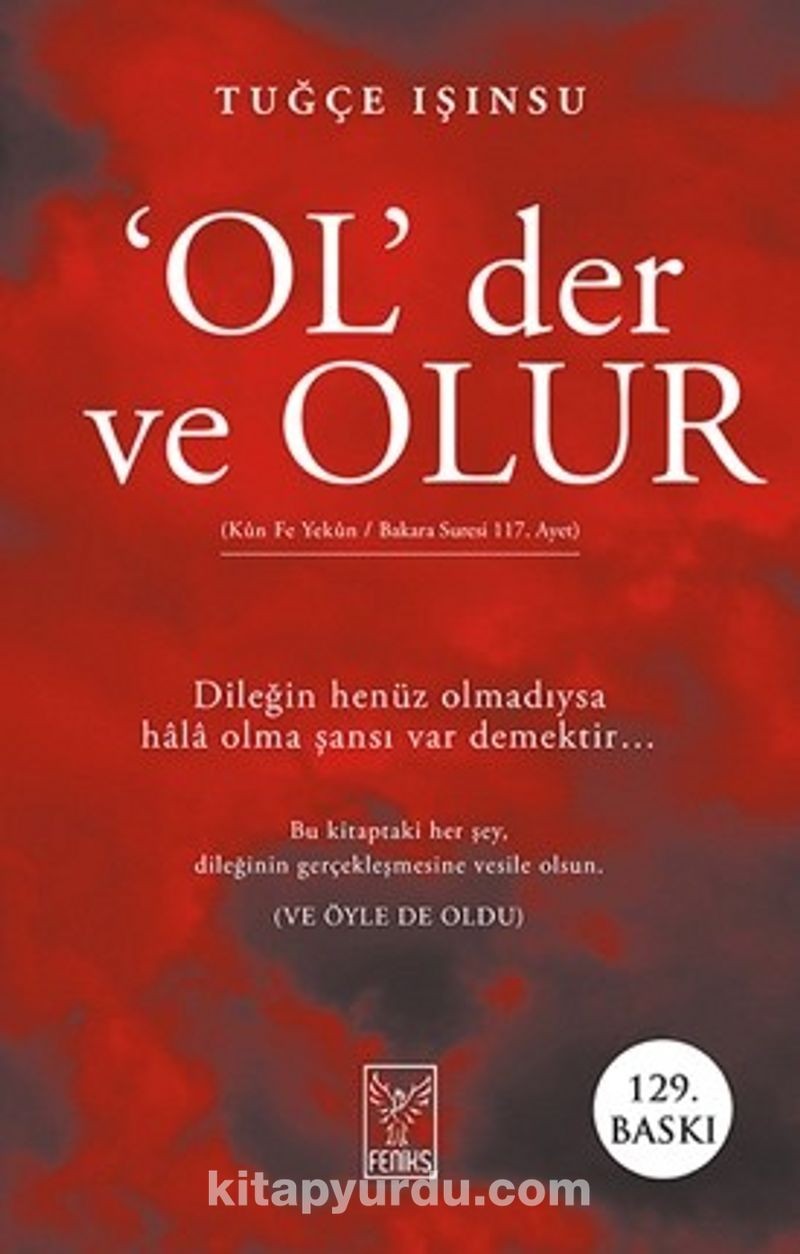 TUĞÇE IŞINSU
‘OL’ der
ve OLUR
(Kûn Fe Yekûn / Bakara Suresi 117. Ayet)
Dileğin henüz olmadıysa
hâlâ olma şansı var demektir...
Bu kitaptaki her şey,
dileğinin gerçekleşmesine vesile olsun.
(VE ÖYLE DE OLDU)
129.
BASKI
FENİKS
kitapyurdu.com